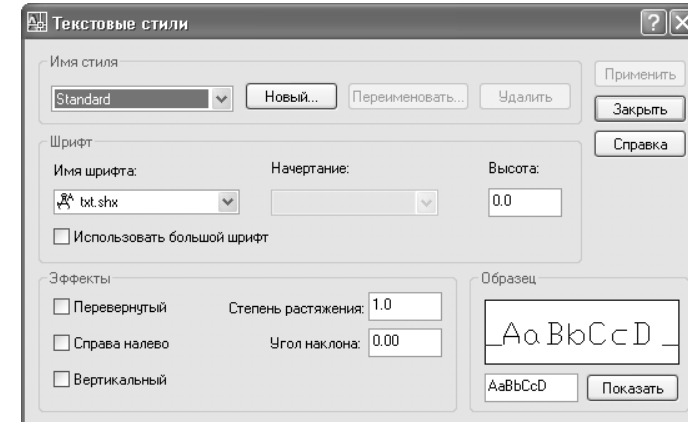 Текстовые стили
Имя стиля
Standard Новый... Переименовать... Удалить Применить
Закрыть
Шрифт Справка
Имя шрифта: Начертание: Высота:
txt.shx 0.0
Использовать большой шрифт
Эффекты Образец
Перевернутый Степень растяжения: 1.0
AaBbCcD
Справа налево Угол наклона: 0.00
Вертикальный AaBbCcD Показать